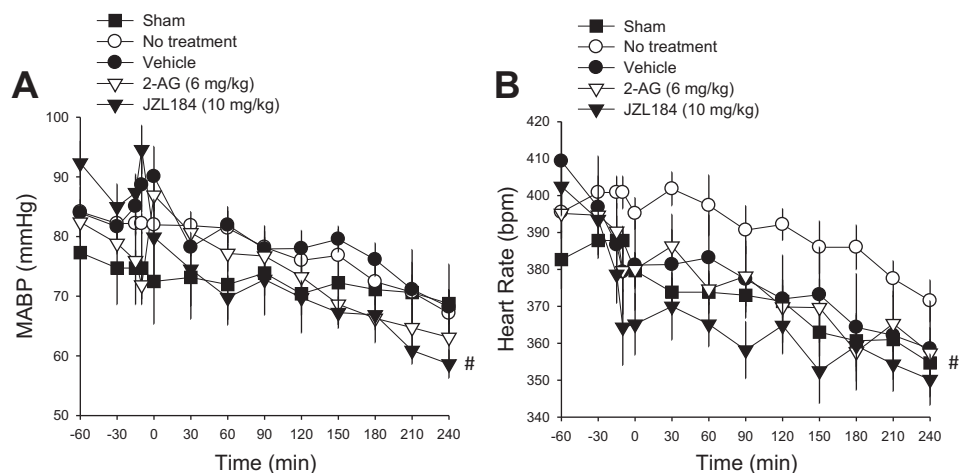 Sham
No treatment
Vehicle
2-AG (6 mg/kg)
JZL184 (10 mg/kg)
A
MABP (mmHg)
100
90
80
70
60
50
-60 -30 0 30 60 90 120 150 180 210 240
Time (min)
#
Sham
No treatment
Vehicle
2-AG (6 mg/kg)
JZL184 (10 mg/kg)
B
Heart Rate (bpm)
420
410
400
390
380
370
360
350
340
-60 -30 0 30 60 90 120 150 180 210 240
Time (min)
#